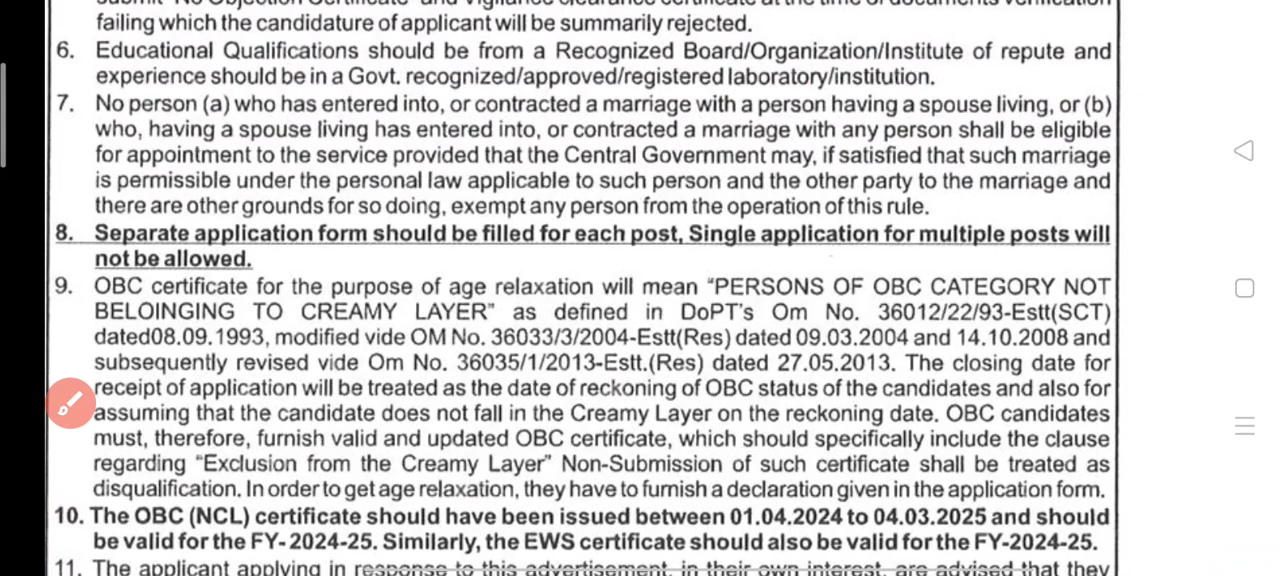 submit "No Objection Certificate" and vigilance clearance certificate at the time of documents verification
failing which the candidature of applicant will be summarily rejected.
6. Educational Qualifications should be from a Recognized Board/Organization/Institute of repute and
experience should be in a Govt. recognized/approved/registered laboratory/institution.
7. No person (a) who has entered into, or contracted a marriage with a person having a spouse living, or (b)
who, having a spouse living has entered into, or contracted a marriage with any person shall be eligible
for appointment to the service provided that the Central Government may, if satisfied that such marriage
is permissible under the personal law applicable to such person and the other party to the marriage and
there are other grounds for so doing, exempt any person from the operation of this rule.
8. Separate application form should be filled for each post, Single application for multiple posts will
not be allowed.
9. OBC certificate for the purpose of age relaxation will mean "PERSONS OF OBC CATEGORY NOT
BELOINGING TO CREAMY LAYER" as defined in DoPT's Om No. 36012/22/93-Estt(SCT)
dated08.09.1993, modified vide OM No. 36033/3/2004-Estt(Res) dated 09.03.2004 and 14.10.2008 and
subsequently revised vide Om No. 36035/1/2013-Estt.(Res) dated 27.05.2013. The closing date for
receipt of application will be treated as the date of reckoning of OBC status of the candidates and also for
assuming that the candidate does not fall in the Creamy Layer on the reckoning date. OBC candidates
must, therefore, furnish valid and updated OBC certificate, which should specifically include the clause
regarding "Exclusion from the Creamy Layer" Non-Submission of such certificate shall be treated as
disqualification. In order to get age relaxation, they have to furnish a declaration given in the application form.
10. The OBC (NCL) certificate should have been issued between 01.04.2024 to 04.03.2025 and should
be valid for the FY- 2024-25. Similarly, the EWS certificate should also be valid for the FY-2024-25.
11. The applicant applying in response to this advertisement, in their own interest, are advised that they